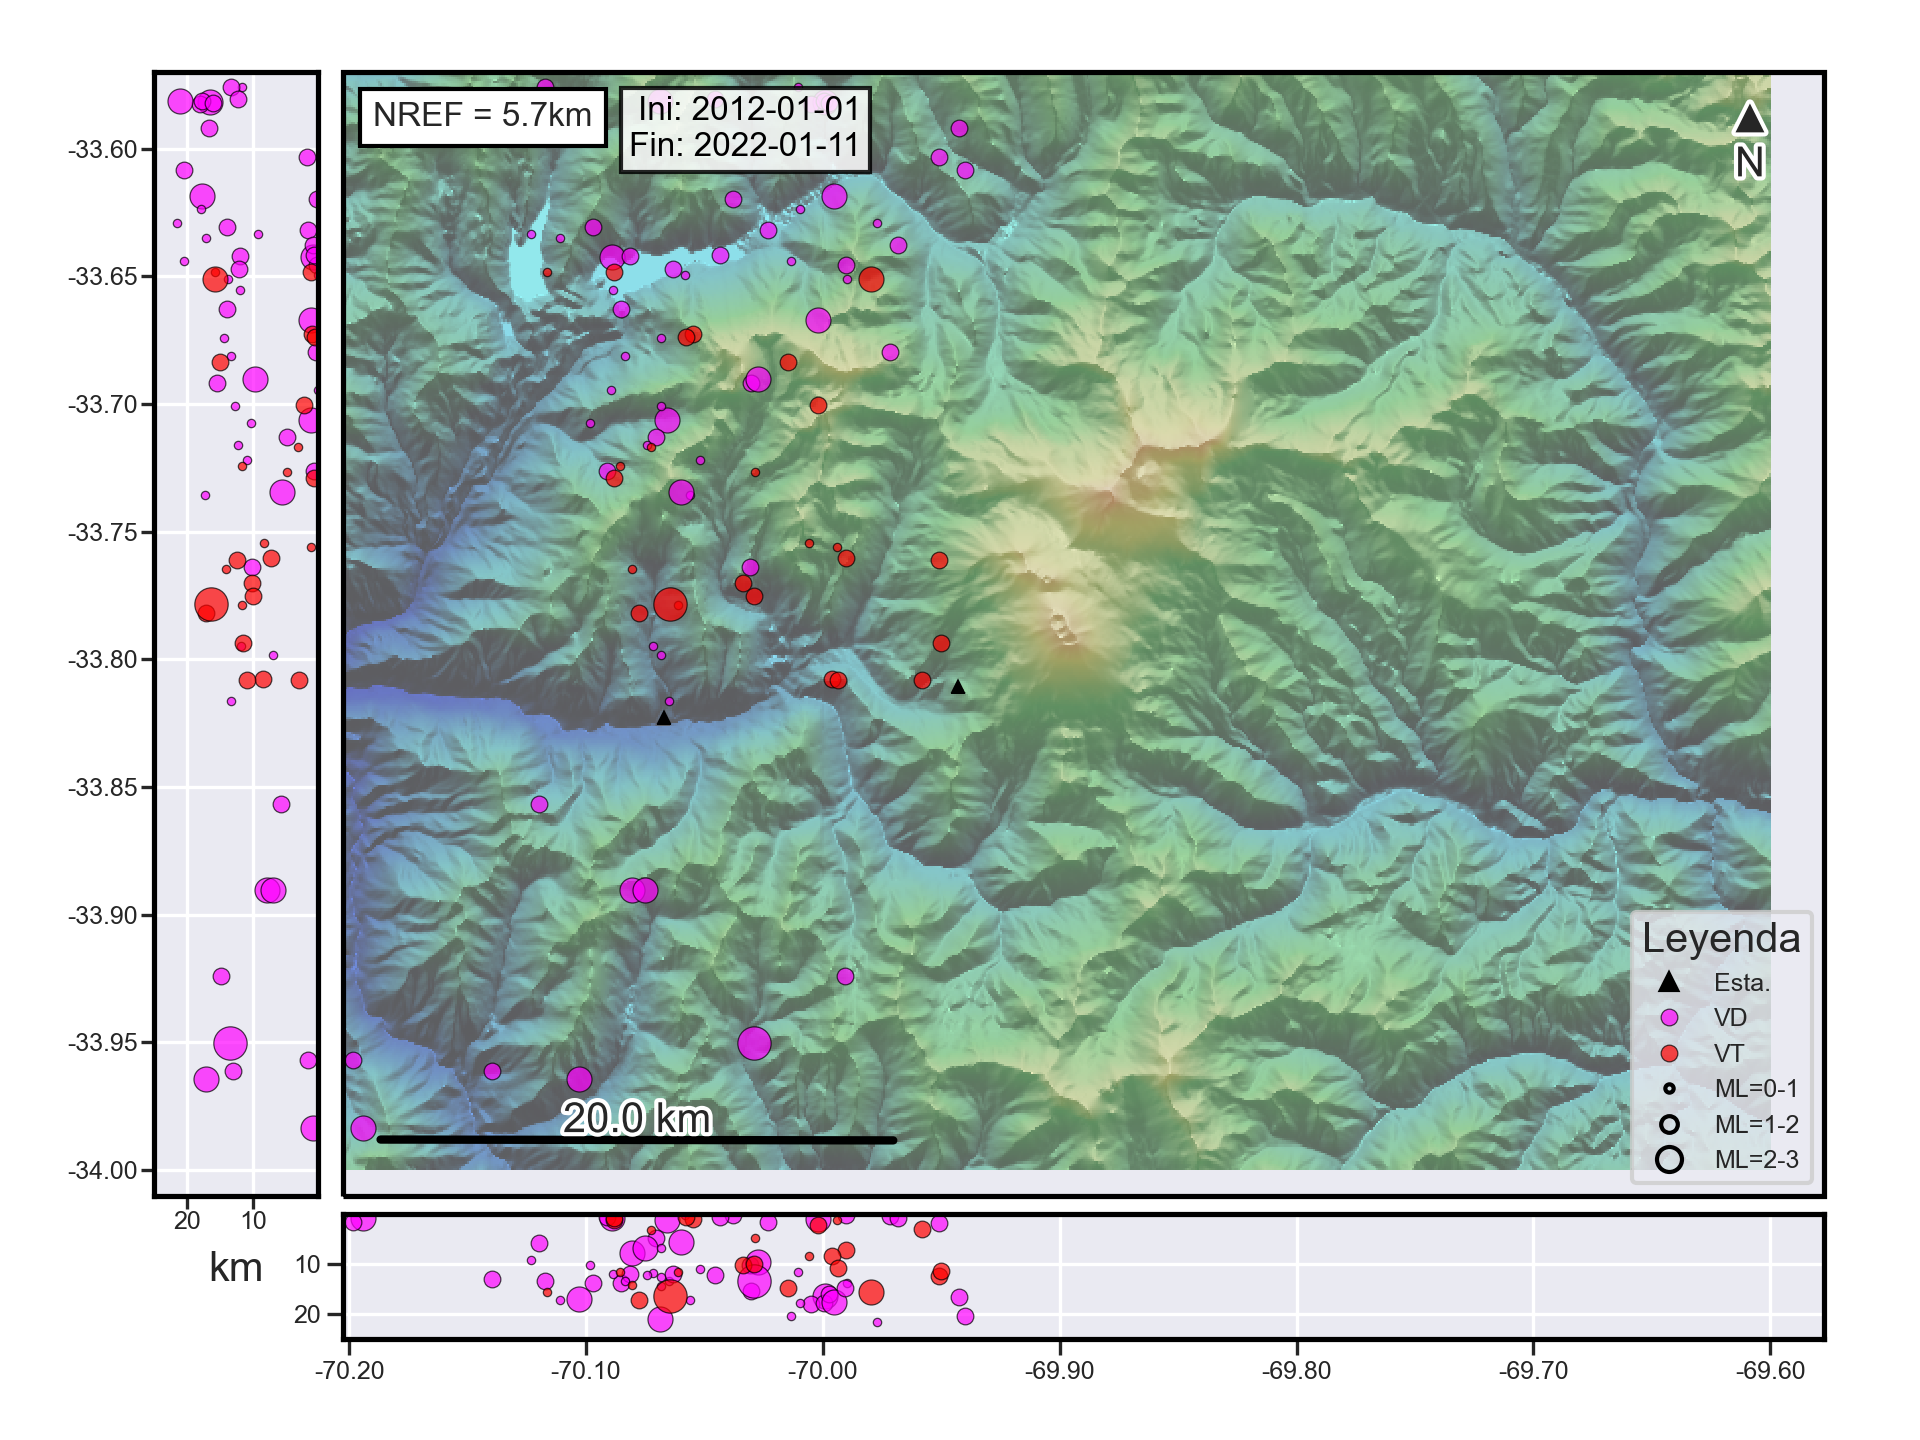 NREF = 5.7km
Ini: 2012-01-01
Fin: 2022-01-11
N
-33.60
-33.65
-33.70
-33.75
-33.80
-33.85
-33.90
-33.95
-34.00
20 10
km
20.0 km
Leyenda
Esta.
VD
VT
ML=0-1
ML=1-2
ML=2-3
10
20
-70.20 -70.10 -70.00 -69.90 -69.80 -69.70 -69.60